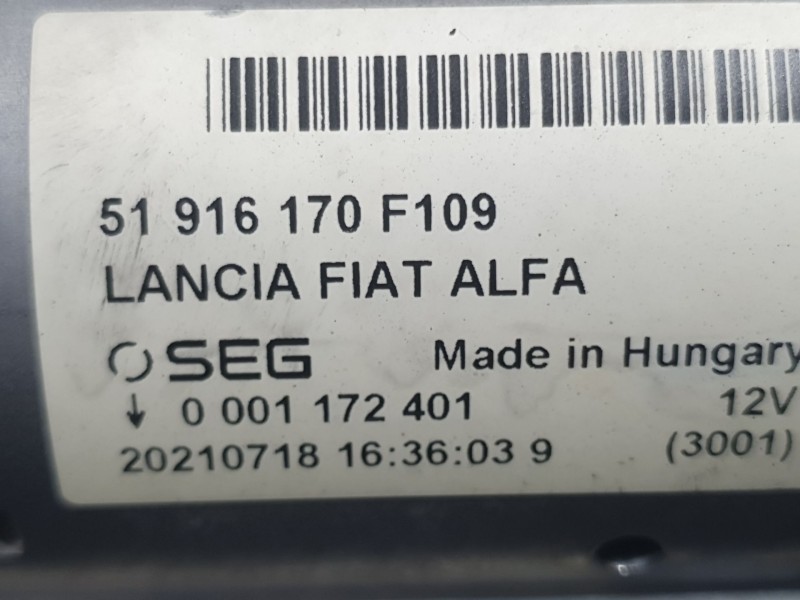 51 916 170 F109
LANCIA FIAT ALFA
SEG Made in Hungary
↓ 0 001 172 401 12V
20210718 16:36:03 9 (3001)